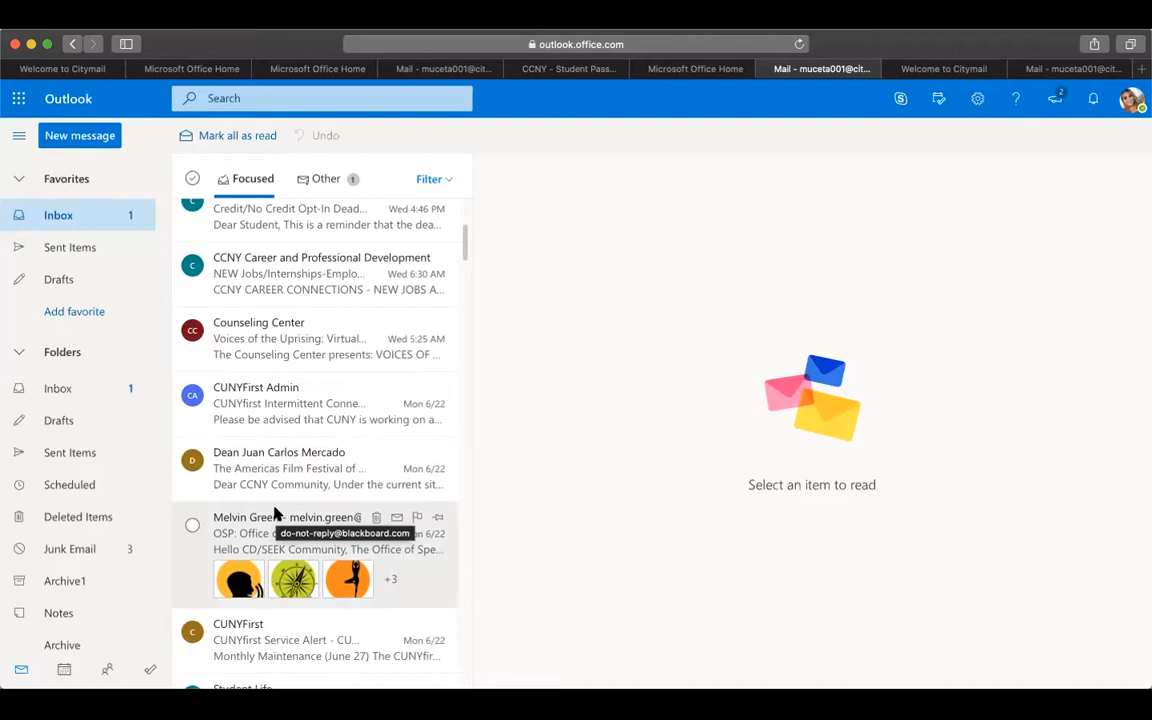 outlook.office.com
Welcome to Citymail
Microsoft Office Home
Microsoft Office Home
Mail - muceta001@cit...
CCNY - Student Pass...
Microsoft Office Home
Mail - muceta001@cit...
Welcome to Citymail
Mail - muceta001@cit...
Outlook
Search
2
New message
Mark all as read
Undo
Favorites
Inbox 1
Sent Items
Drafts
Add favorite
Folders
Inbox 1
Drafts
Sent Items
Scheduled
Deleted Items
Junk Email 3
Archive1
Notes
Archive
Focused
Other 1
Filter
C
Credit/No Credit Opt-In Dead... Wed 4:46 PM
Dear Student, This is a reminder that the dea...
C
CCNY Career and Professional Development
NEW Jobs/Internships-Emplo... Wed 6:30 AM
CCNY CAREER CONNECTIONS - NEW JOBS A...
CC
Counseling Center
Voices of the Uprising: Virtual... Wed 5:25 AM
The Counseling Center presents: VOICES OF ...
CA
CUNYFirst Admin
CUNYfirst Intermittent Conne... Mon 6/22
Please be advised that CUNY is working on a...
D
Dean Juan Carlos Mercado
The Americas Film Festival of ... Mon 6/22
Dear CCNY Community, Under the current sit...
Melvin Green - melvin.green@
OSP: Office 6/22
do-not-reply@blackboard.com
Hello CD/SEEK Community, The Office of Spe...
+3
C
CUNYFirst
CUNYfirst Service Alert - CU... Mon 6/22
Monthly Maintenance (June 27) The CUNYfir...
Student Life
Select an item to read